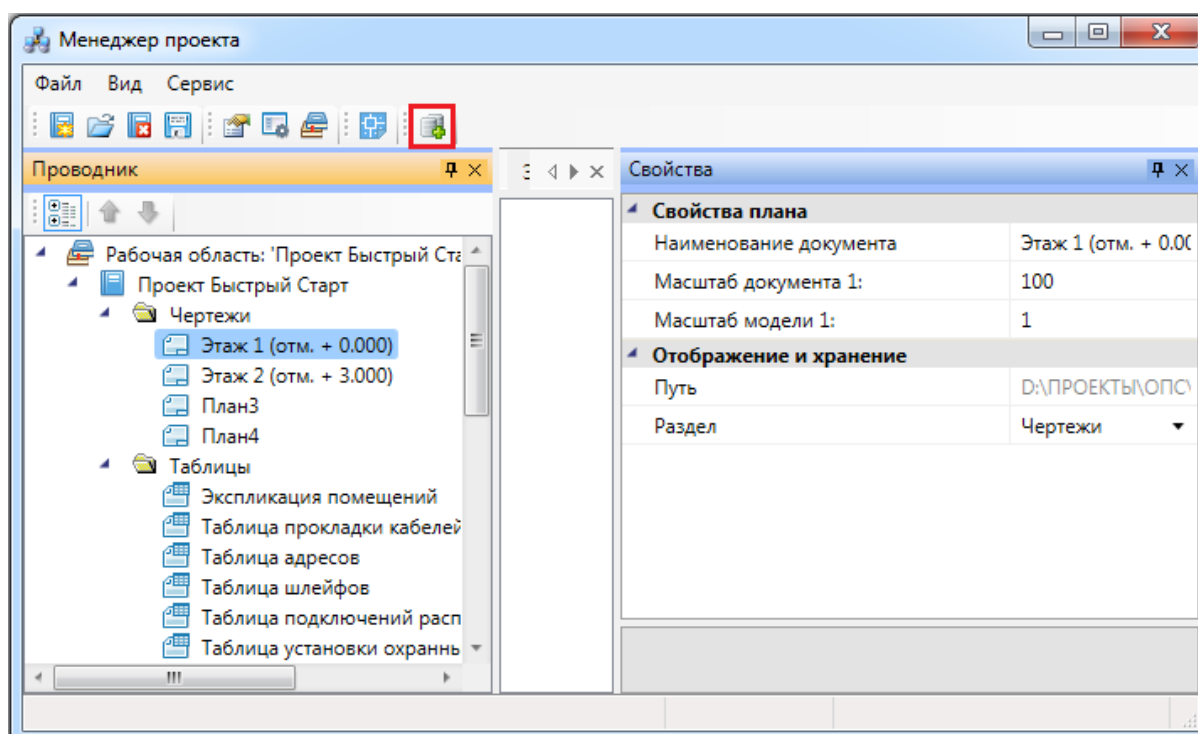 Менеджер проекта
Файл Вид Сервис
Проводник
Рабочая область: 'Проект Быстрый Ста
Проект Быстрый Старт
Чертежи
Этаж 1 (отм. + 0.000)
Этаж 2 (отм. + 3.000)
План3
План4
Таблицы
Экспликация помещений
Таблица прокладки кабелей
Таблица адресов
Таблица шлейфов
Таблица подключений расп
Таблица установки охраннь
Свойства
Свойства плана
Наименование документа Этаж 1 (отм. + 0.00
Масштаб документа 1: 100
Масштаб модели 1: 1
Отображение и хранение
Путь D:\ПРОЕКТЫ\ОПС\
Раздел Чертежи